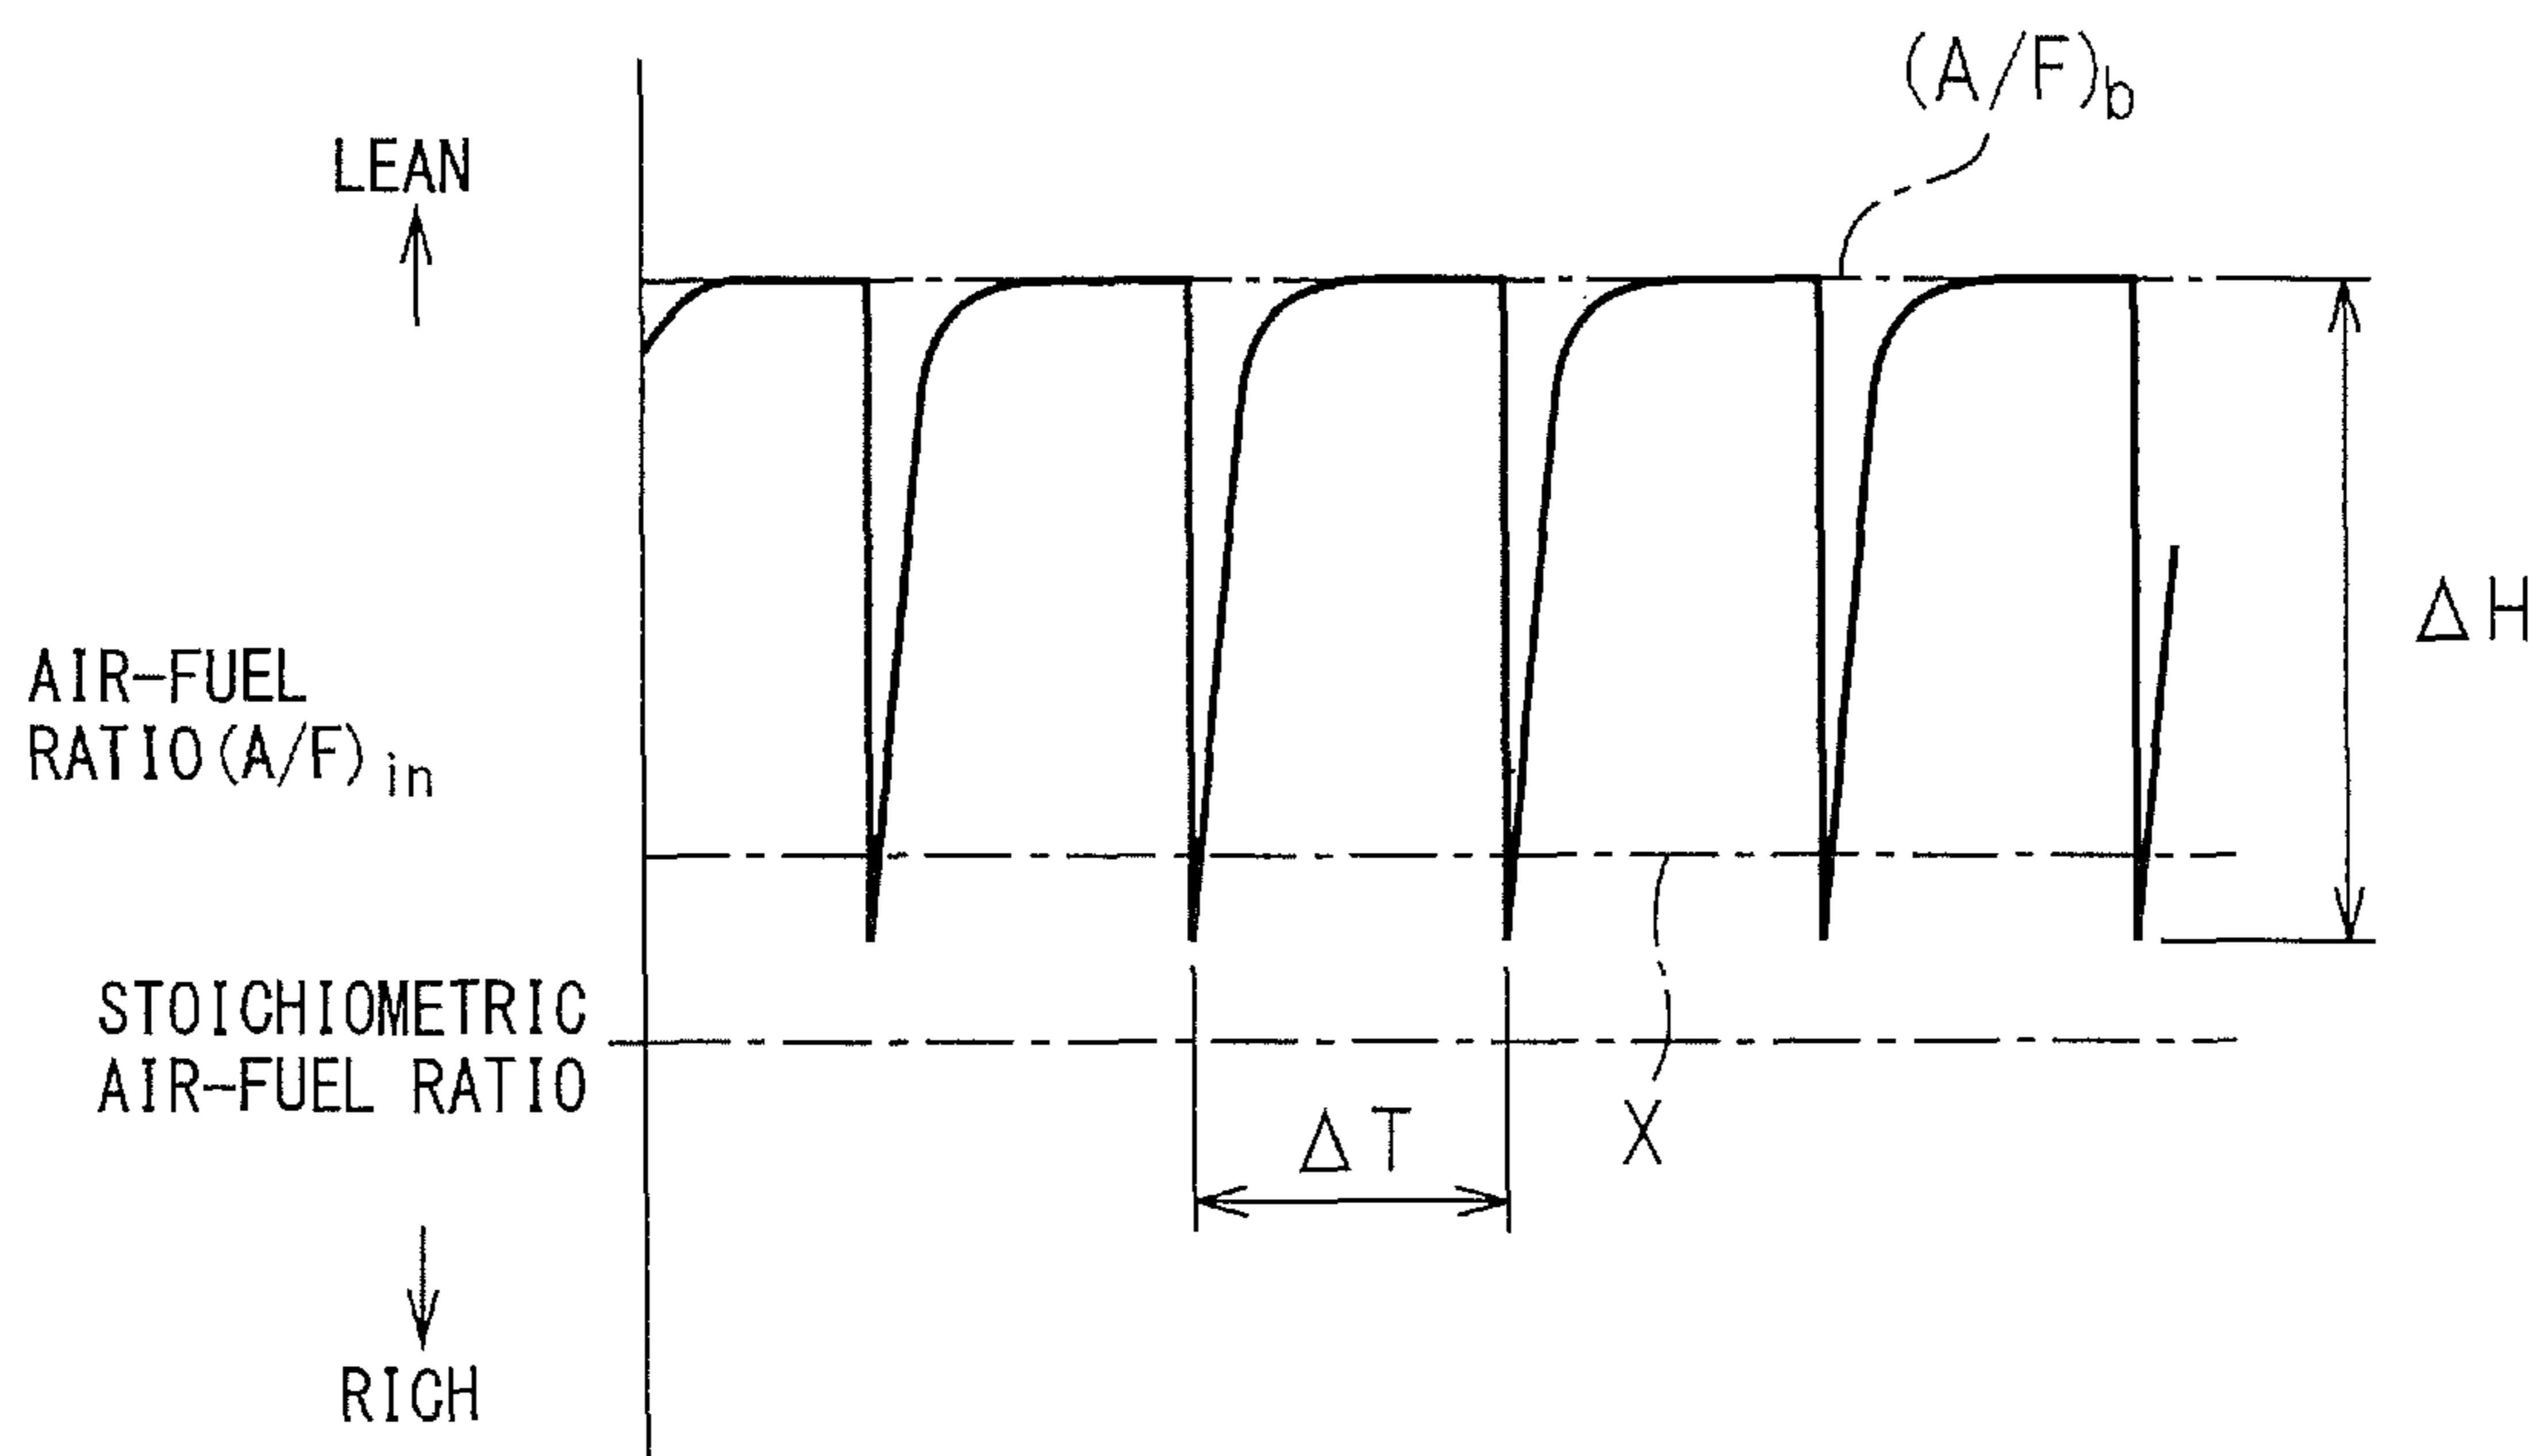 (A/F)b
LEAN
ΔH
AIR-FUEL
RATIO(A/F)in
STOICHIOMETRIC
AIR-FUEL RATIO
ΔT
X
RICH